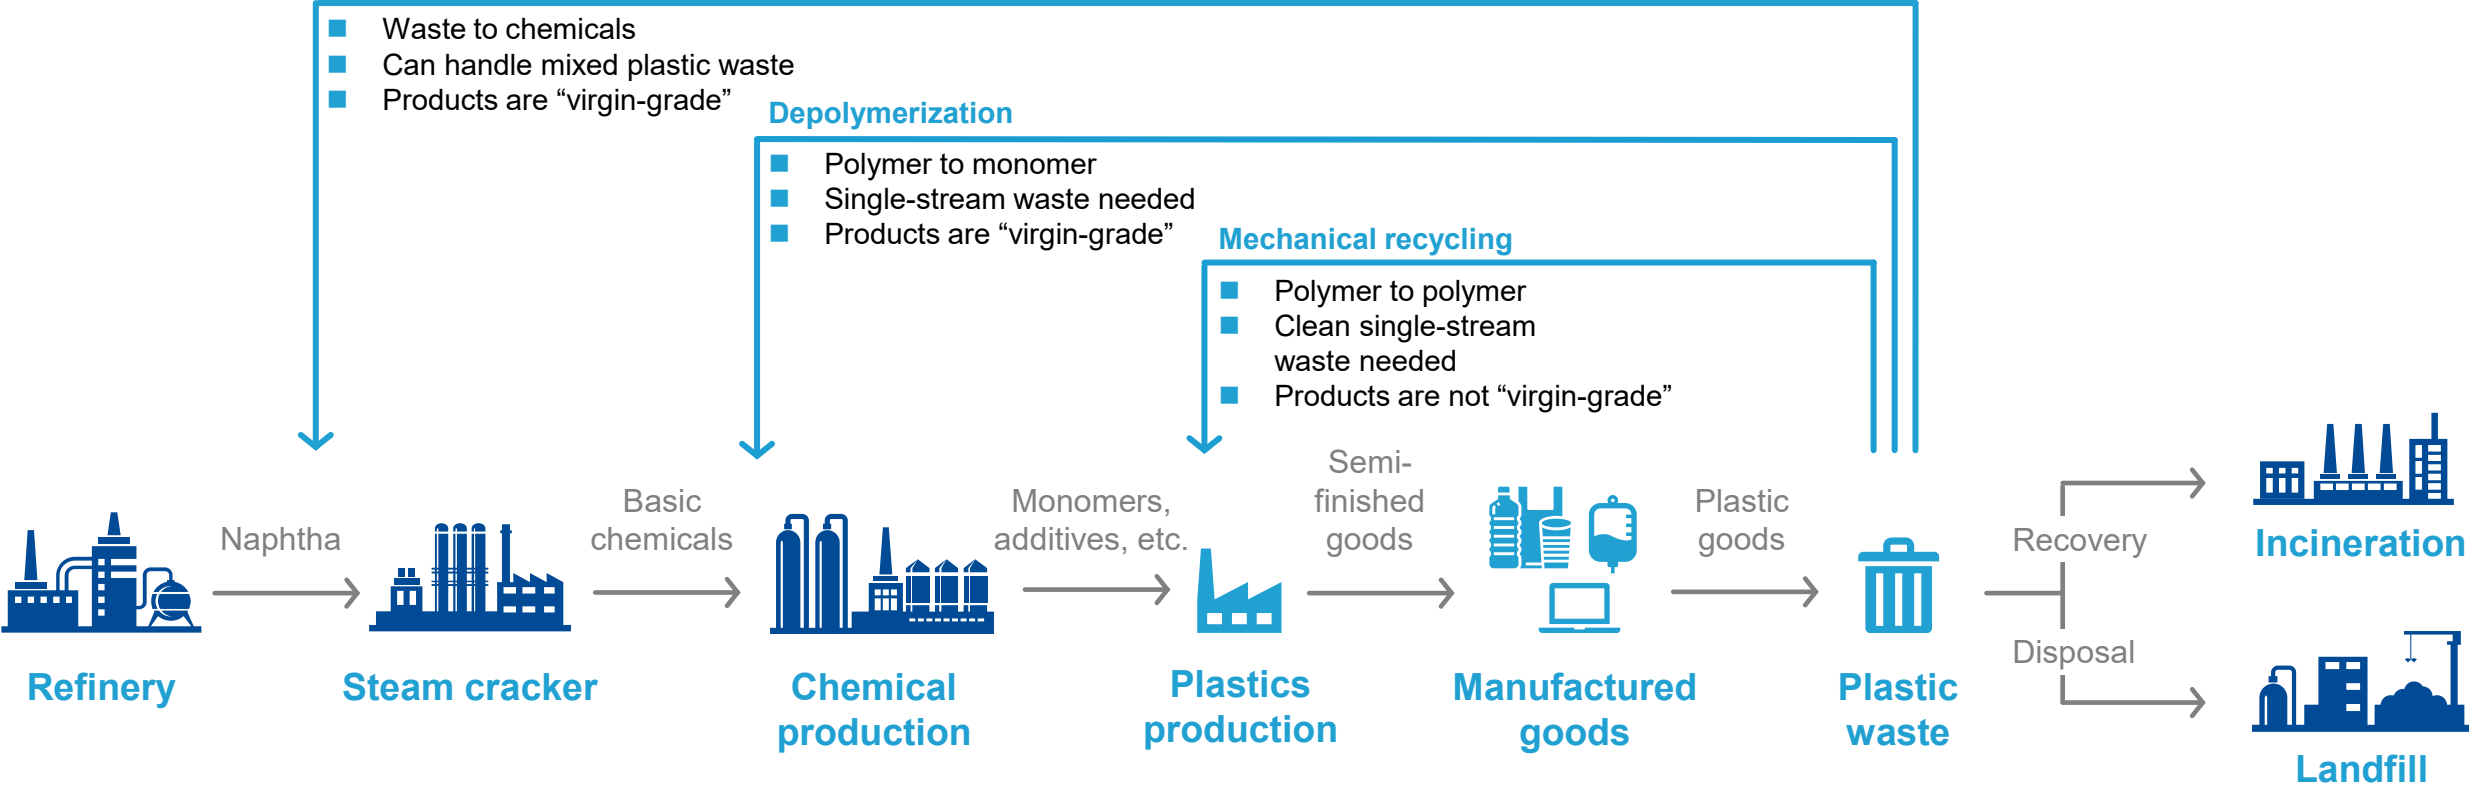 Waste to chemicals
Can handle mixed plastic waste
Products are “virgin-grade”
Depolymerization
Polymer to monomer
Single-stream waste needed
Products are “virgin-grade”
Mechanical recycling
Polymer to polymer
Clean single-stream
waste needed
Products are not “virgin-grade”
Naphtha
Basic
chemicals
Monomers,
additives, etc.
Semi-
finished
goods
Plastic
goods
Recovery
Disposal
Refinery
Steam cracker
Chemical
production
Plastics
production
Manufactured
goods
Plastic
waste
Incineration
Landfill